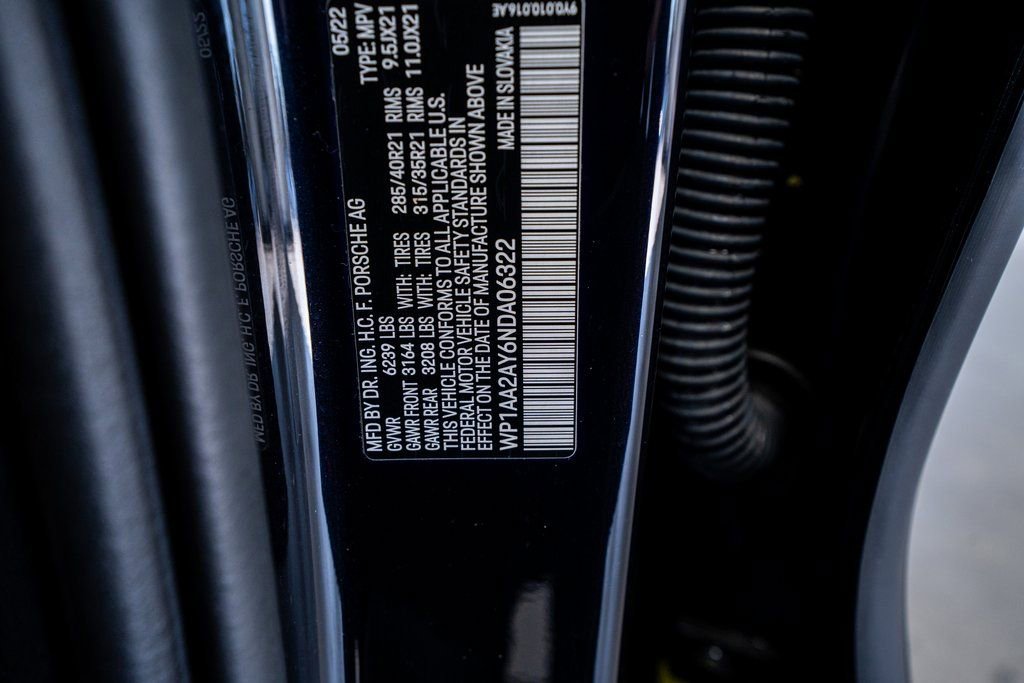 05/22
MFD BY DR. ING. H.C. F. PORSCHE AG TYPE: MPV
GVWR 6239 LBS
GAWR FRONT 3164 LBS WITH: TIRES 285/40R21 RIMS 9.5JX21
GAWR REAR 3208 LBS WITH: TIRES 315/35R21 RIMS 11.0JX21
THIS VEHICLE CONFORMS TO ALL APPLICABLE U.S.
FEDERAL MOTOR VEHICLE SAFETY STANDARDS IN
EFFECT ON THE DATE OF MANUFACTURE SHOWN ABOVE
WP1AA2AY6NDA06322 MADE IN SLOVAKIA
9Y0.010.016.AE